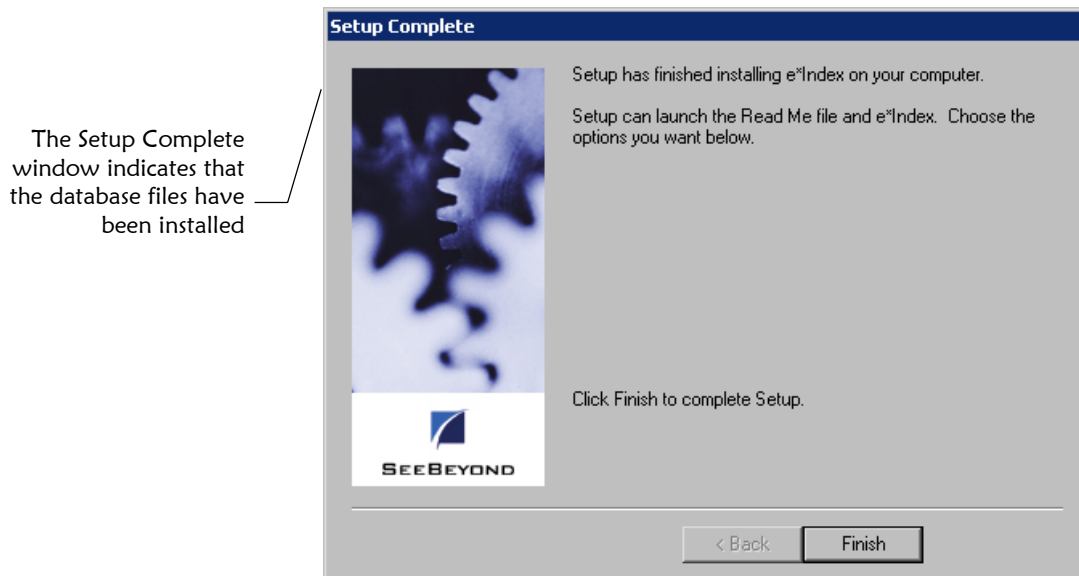 Setup Complete
The Setup Complete
window indicates that
the database files have
been installed
Setup has finished installing e*Index on your computer.
Setup can launch the Read Me file and e*Index. Choose the
options you want below.
Click Finish to complete Setup.
SEEBEYOND
< Back
Finish